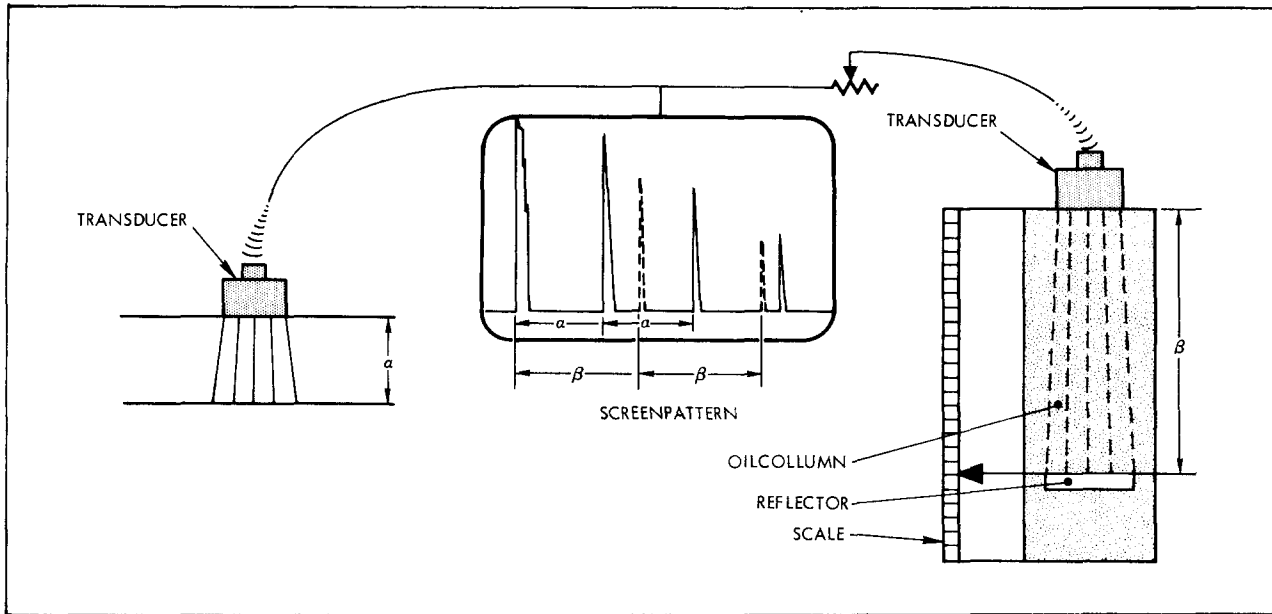 TRANSDUCER
TRANSDUCER
α
α
α
β
β
β
SCREENPATTERN
OILCOLLUMN
REFLECTOR
SCALE